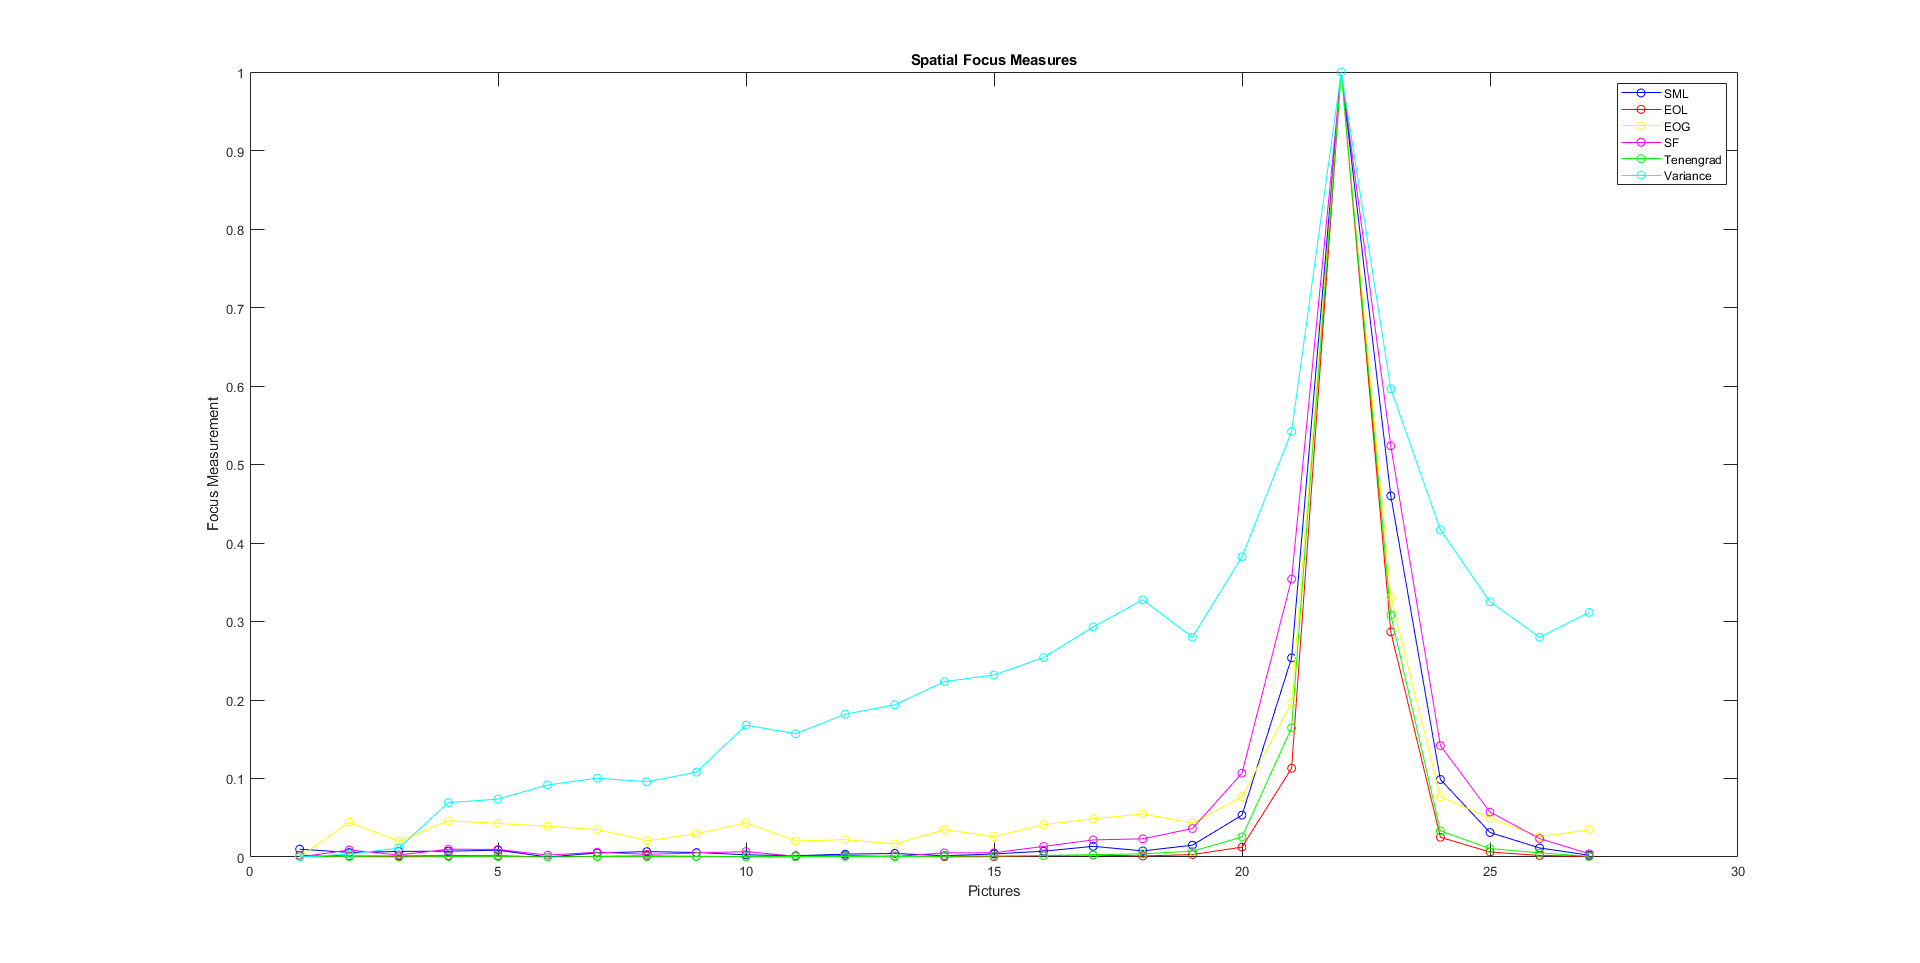 Spatial Focus Measures
1
0.9
0.8
0.7
0.6
0.5
0.4
0.3
0.2
0.1
0
Focus Measurement
SML
EOL
EOG
SF
Tenengrad
Variance
0 5 10 15 20 25 30
Pictures